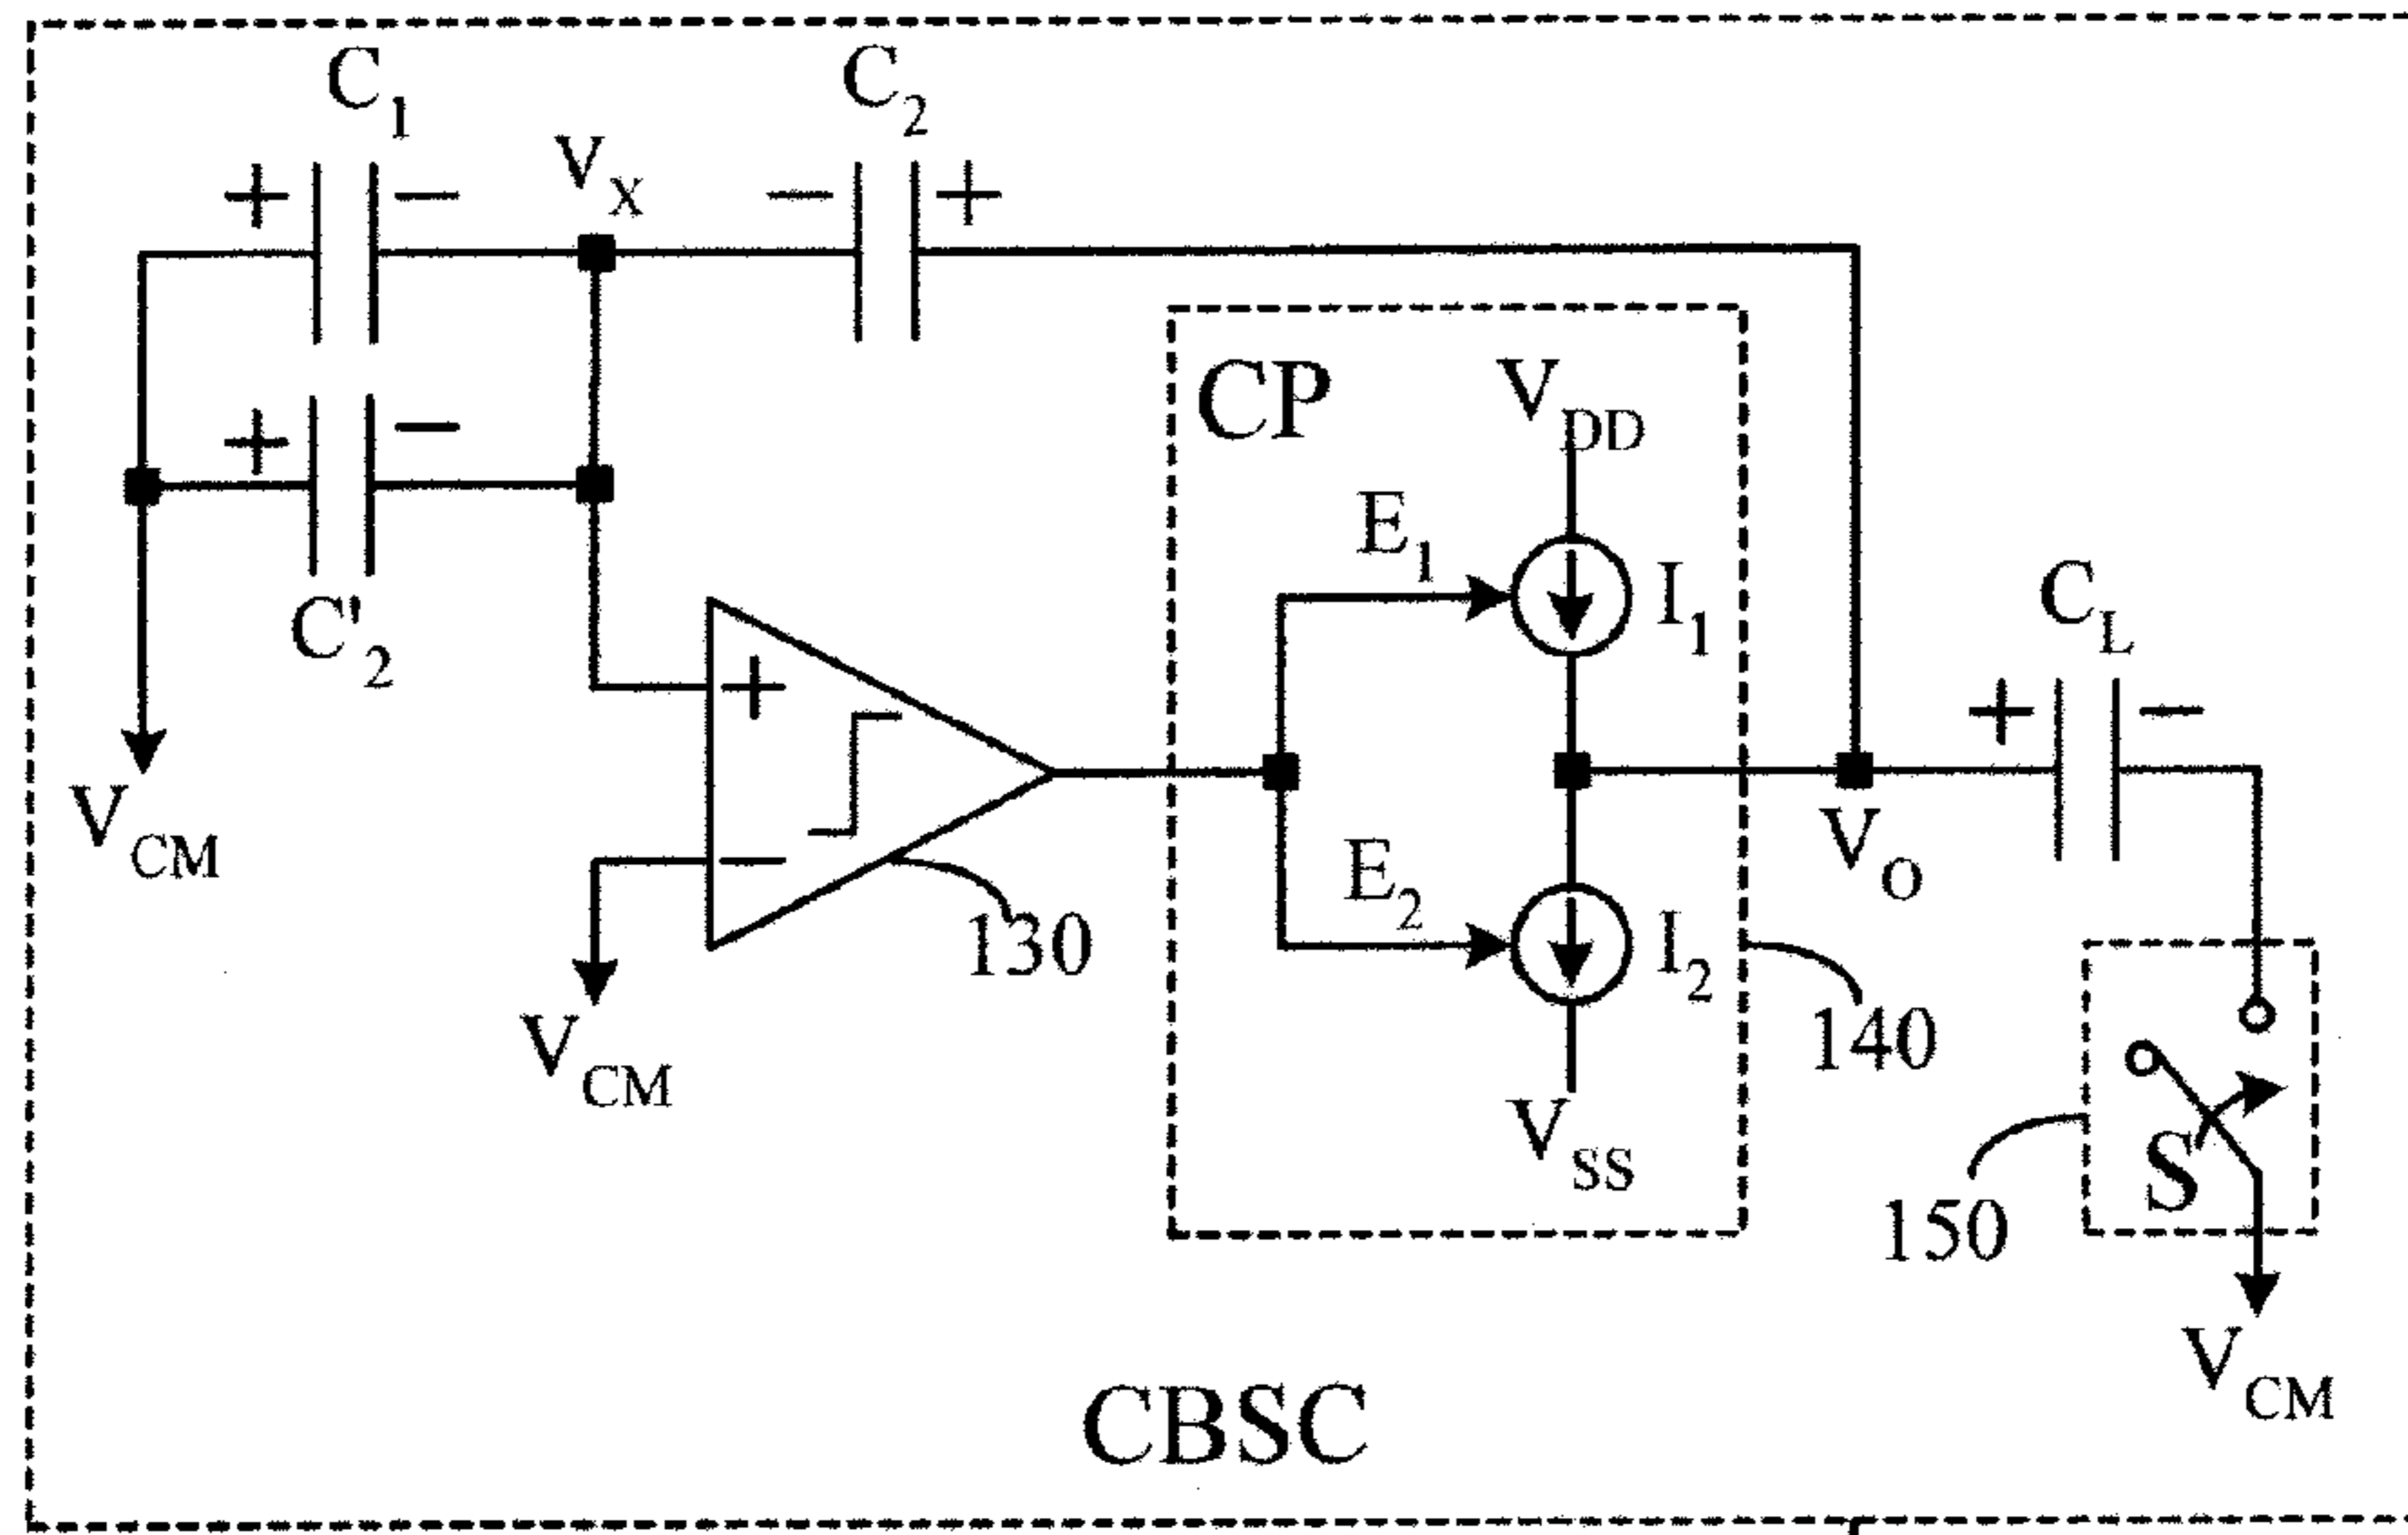 C1
C2
VX
+ −
− +
CP
VDD
+ −
E1
I1
CL
C'2
+
+ −
VCM
VO
E2
−
130
I2
140
VCM
VSS
S
150
VCM
CBSC